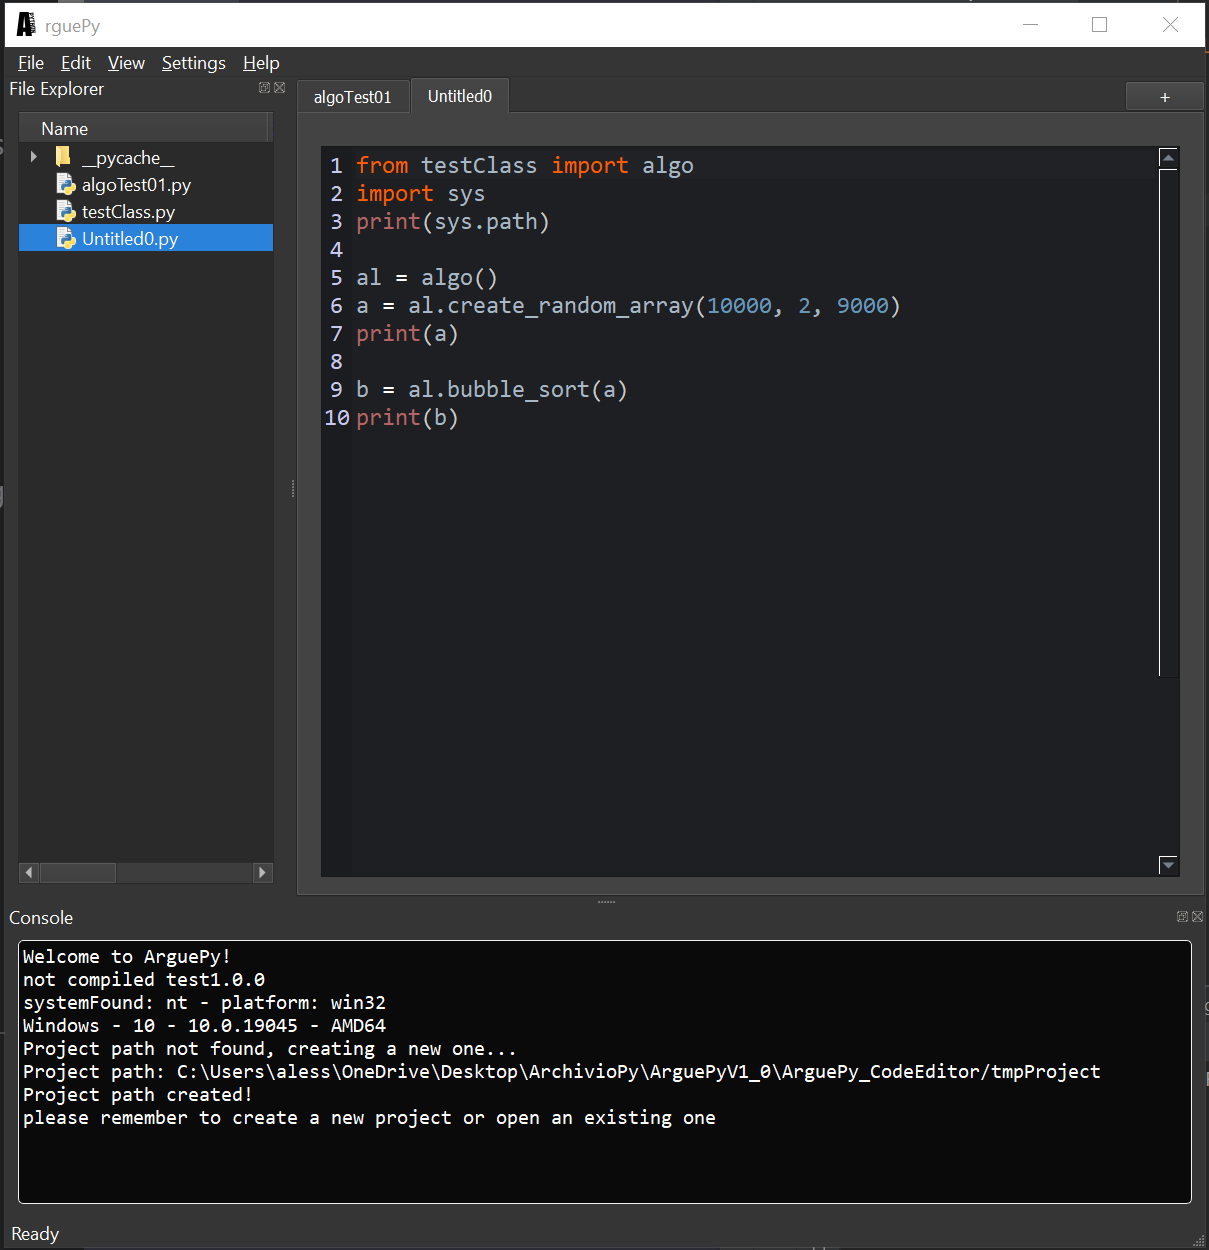 ArguePy
File Edit View Settings Help
File Explorer
algoTest01 Untitled0 +
Name
__pycache__
algoTest01.py
testClass.py
Untitled0.py
1 from testClass import algo
2 import sys
3 print(sys.path)
4
5 al = algo()
6 a = al.create_random_array(10000, 2, 9000)
7 print(a)
8
9 b = al.bubble_sort(a)
10 print(b)
Console
Welcome to ArguePy!
not compiled test1.0.0
systemFound: nt - platform: win32
Windows - 10 - 10.0.19045 - AMD64
Project path not found, creating a new one...
Project path: C:\Users\aless\OneDrive\Desktop\ArchivioPy\ArguePyV1_0\ArguePy_CodeEditor/tmpProject
Project path created!
please remember to create a new project or open an existing one
Ready